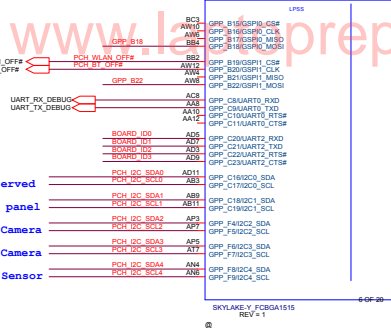 LPSS
www.laptoprep
BC3 GPP_B15/GSPI0_CS#
AW10 GPP_B16/GSPI0_CLK
AW6 GPP_B17/GSPI0_MISO
GPP_B18 BB4 GPP_B18/GSPI0_MOSI
_OFF# PCH_WLAN_OFF# BB2 GPP_B19/GSPI1_CS#
OFF# PCH_BT_OFF# AW12 GPP_B20/GSPI1_CLK
AW4 GPP_B21/GSPI1_MISO
GPP_B22 AW8 GPP_B22/GSPI1_MOSI
UART_RX_DEBUG AC8 GPP_C8/UART0_RXD
UART_TX_DEBUG AA8 GPP_C9/UART0_TXD
AA10 GPP_C10/UART0_RTS#
AA12 GPP_C11/UART0_CTS#
BOARD_ID0 AD5 GPP_C20/UART2_RXD
BOARD_ID1 AD7 GPP_C21/UART2_TXD
BOARD_ID2 AD3 GPP_C22/UART2_RTS#
BOARD_ID3 AD9 GPP_C23/UART2_CTS#
PCH_I2C_SDA0 AD11 GPP_C16/I2C0_SDA
erved PCH_I2C_SCL0 AB3 GPP_C17/I2C0_SCL
PCH_I2C_SDA1 AB9 GPP_C18/I2C1_SDA
panel PCH_I2C_SCL1 AB11 GPP_C19/I2C1_SCL
PCH_I2C_SDA2 AP3 GPP_F4/I2C2_SDA
Camera PCH_I2C_SCL2 AP7 GPP_F5/I2C2_SCL
PCH_I2C_SDA3 AP5 GPP_F6/I2C3_SDA
Camera PCH_I2C_SCL3 AT7 GPP_F7/I2C3_SCL
PCH_I2C_SDA4 AN4 GPP_F8/I2C4_SDA
Sensor PCH_I2C_SCL4 AN6 GPP_F9/I2C4_SCL
6 OF 20
SKYLAKE-Y_FCBGA1515
REV = 1
@